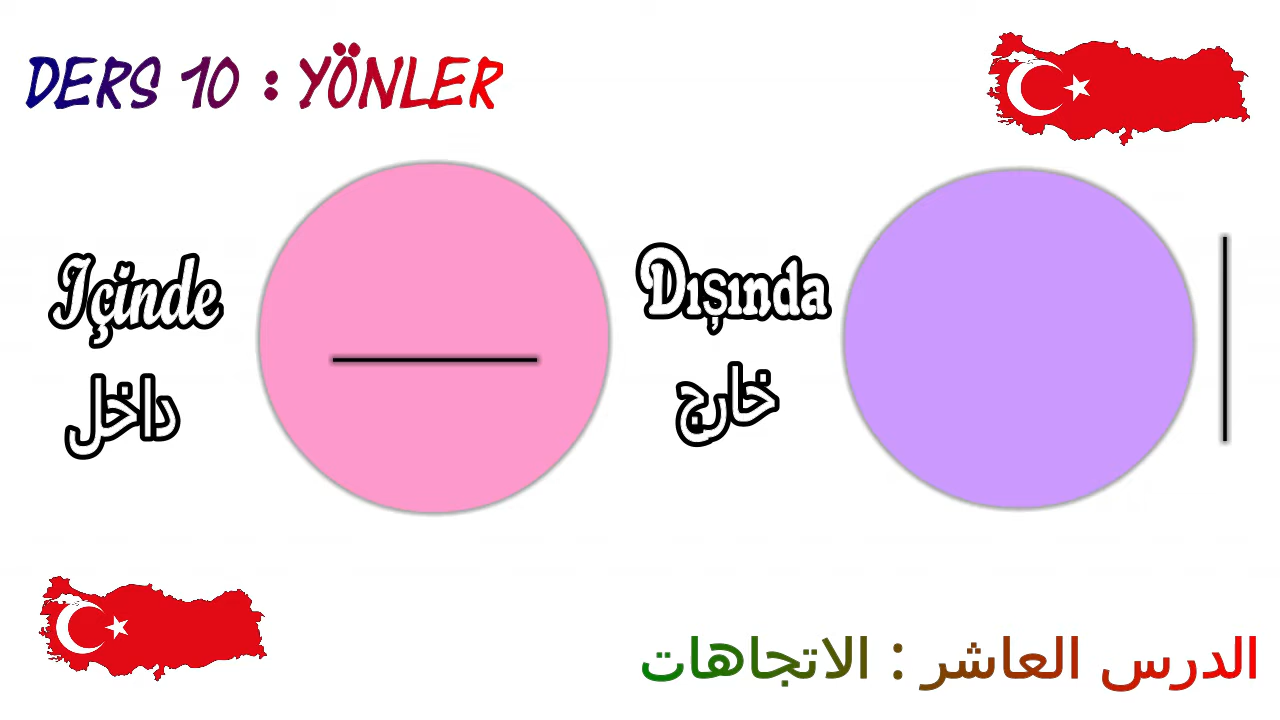 DERS 10 : YÖNLER
İçinde
داخل
Dışında
خارج
الدرس العاشر : الاتجاهات